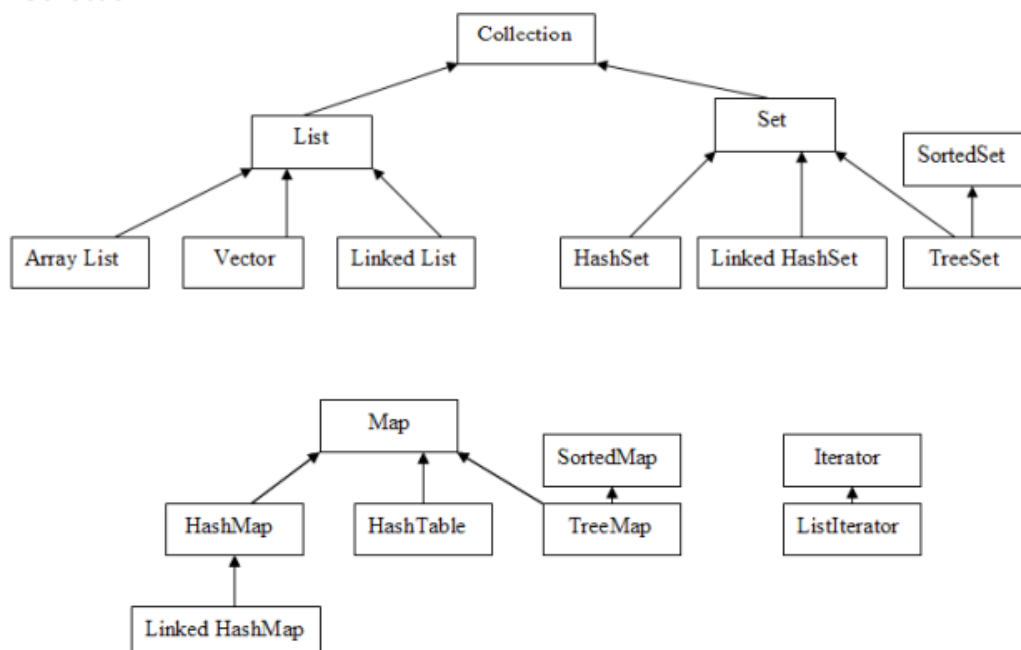 Collection
List
Set
SortedSet
Array List
Vector
Linked List
HashSet
Linked HashSet
TreeSet
Map
SortedMap
Iterator
HashMap
HashTable
TreeMap
ListIterator
Linked HashMap